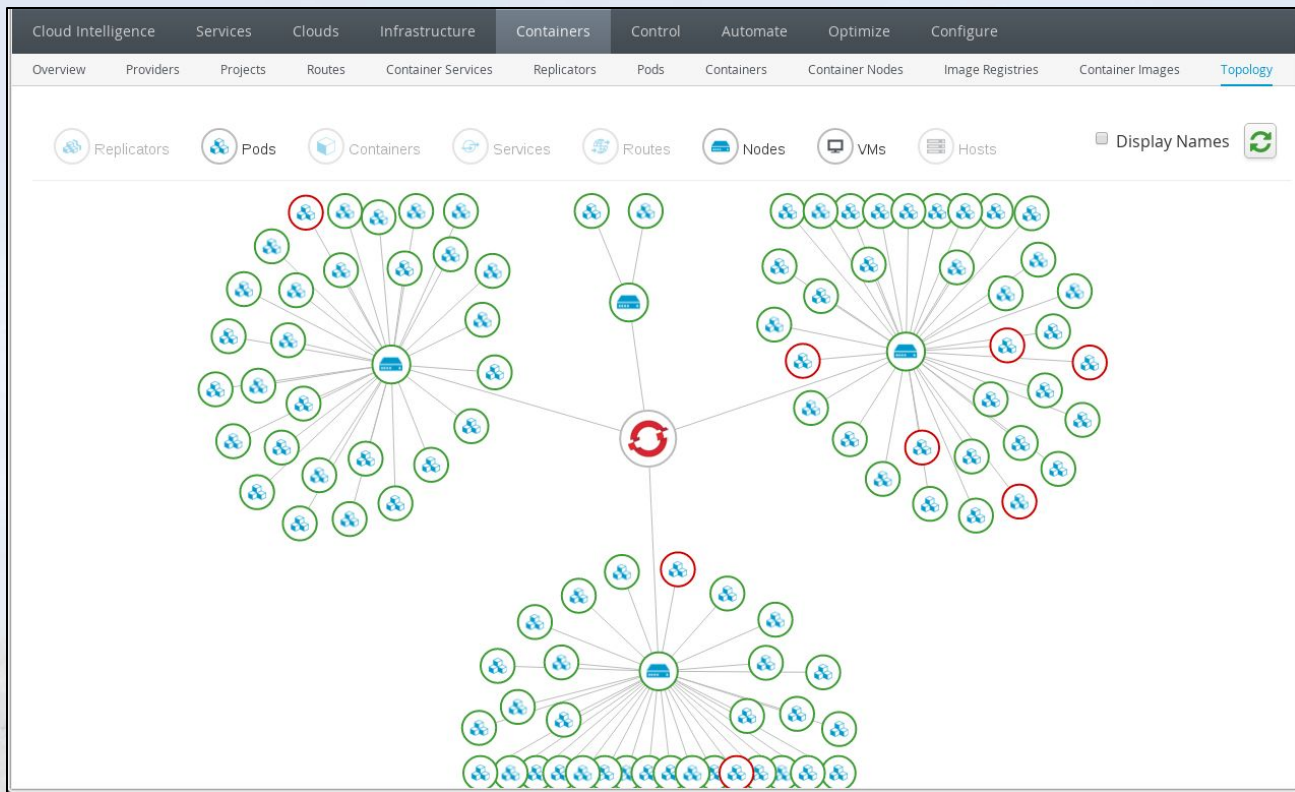 Cloud Intelligence Services Clouds Infrastructure Containers Control Automate Optimize Configure
Overview Providers Projects Routes Container Services Replicators Pods Containers Container Nodes Image Registries Container Images Topology
Replicators Pods Containers Services Routes Nodes VMs Hosts Display Names